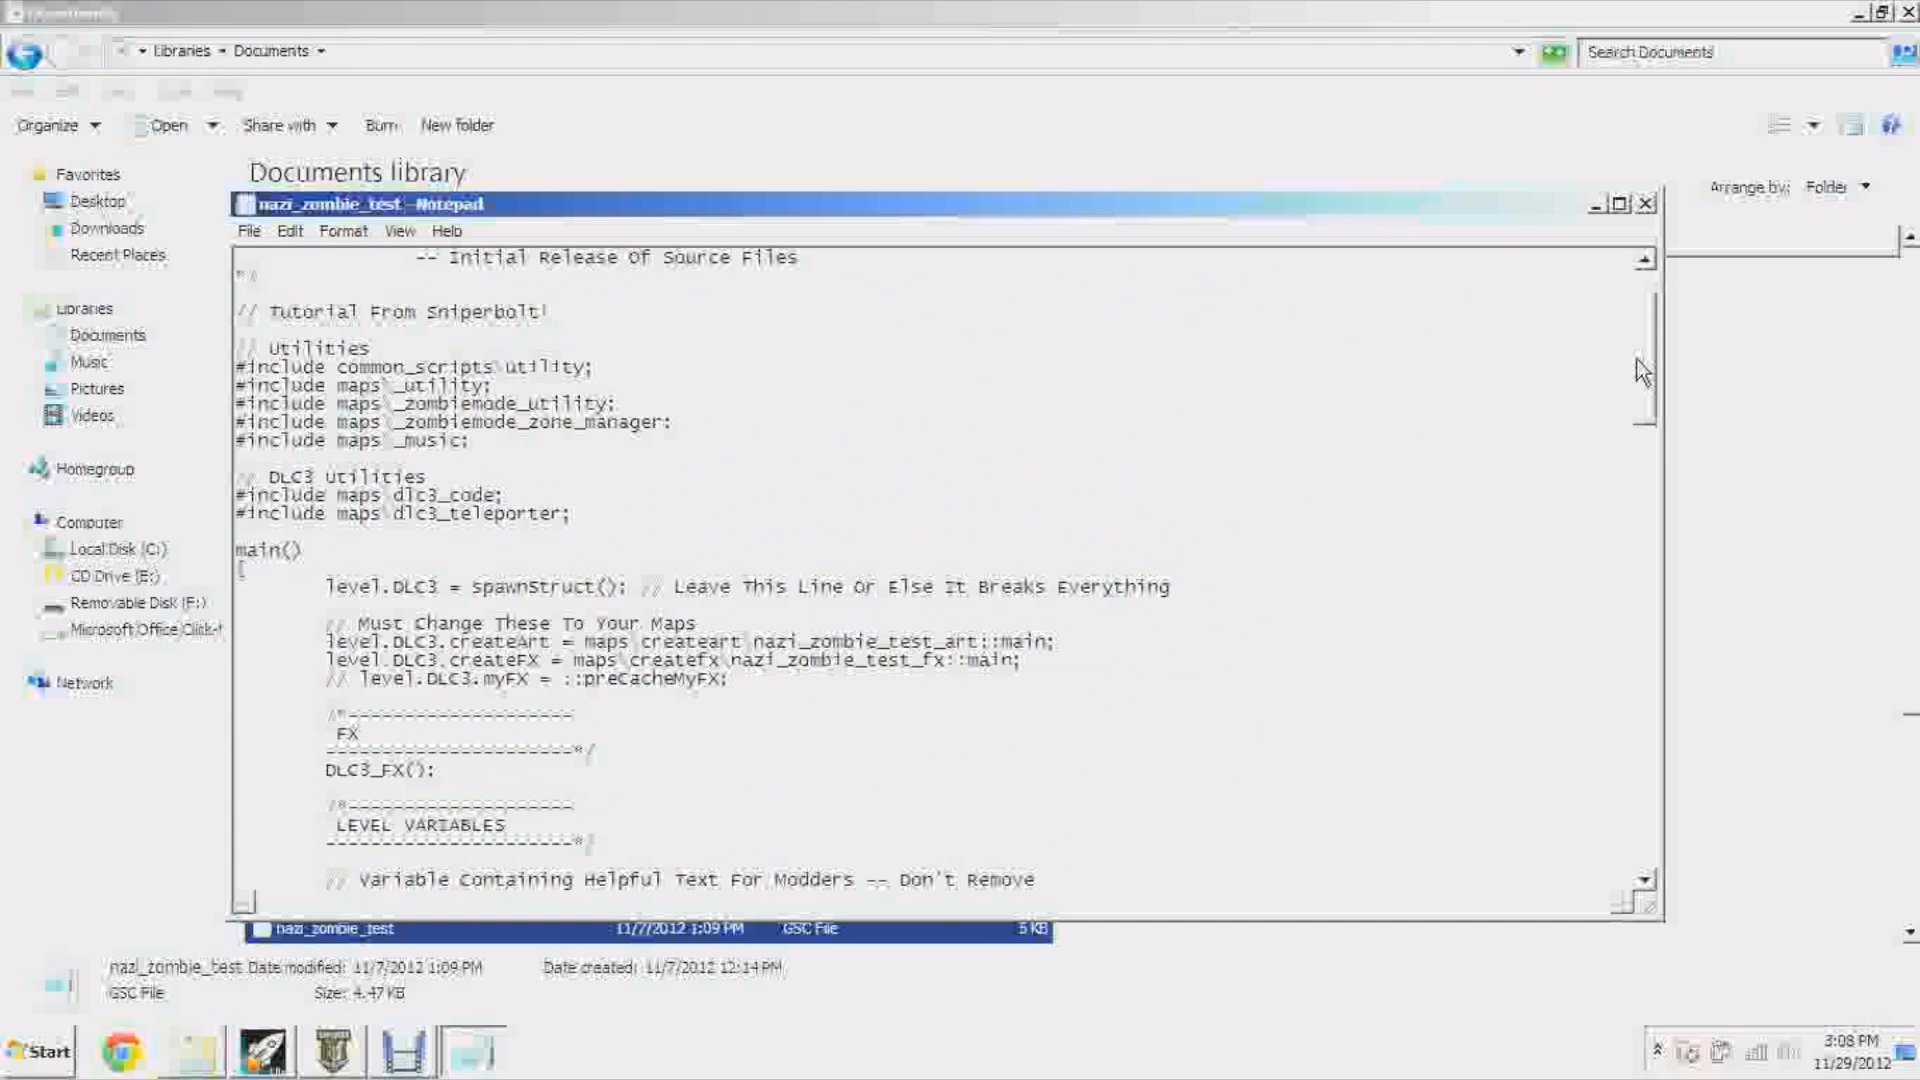 Libraries Documents
Search Documents
Organize Open Share with Burn New folder
Documents library
Arrange by: Folder
Favorites
Desktop
Downloads
Recent Places
Libraries
Documents
Music
Pictures
Videos
Homegroup
Computer
Local Disk (C:)
CD Drive (E:)
Removable Disk (F:)
Microsoft Office Click-t
Network
nazi_zombie_test - Notepad
File Edit Format View Help
-- Initial Release Of Source Files
*/
// Tutorial From Sniperbolt!
// Utilities
#include common_scripts\utility;
#include maps\_utility;
#include maps\_zombiemode_utility;
#include maps\_zombiemode_zone_manager;
#include maps\_music;
// DLC3 Utilities
#include maps\dlc3_code;
#include maps\dlc3_teleporter;
main()
{
level.DLC3 = spawnStruct(); // Leave This Line Or Else It Breaks Everything
// Must Change These To Your Maps
level.DLC3.createArt = maps\createart\nazi_zombie_test_art::main;
level.DLC3.createFX = maps\createfx\nazi_zombie_test_fx::main;
// level.DLC3.myFX = ::preCacheMyFX;
/*--------------------
FX
----------------------*/
DLC3_FX();
/*--------------------
LEVEL VARIABLES
----------------------*/
// Variable Containing Helpful Text For Modders -- Don't Remove
nazi_zombie_test 11/7/2012 1:09 PM GSC File 5 KB
nazi_zombie_test Date modified: 11/7/2012 1:09 PM Date created: 11/7/2012 12:14 PM
GSC File Size: 4.47 KB
Start
3:08 PM
11/29/2012